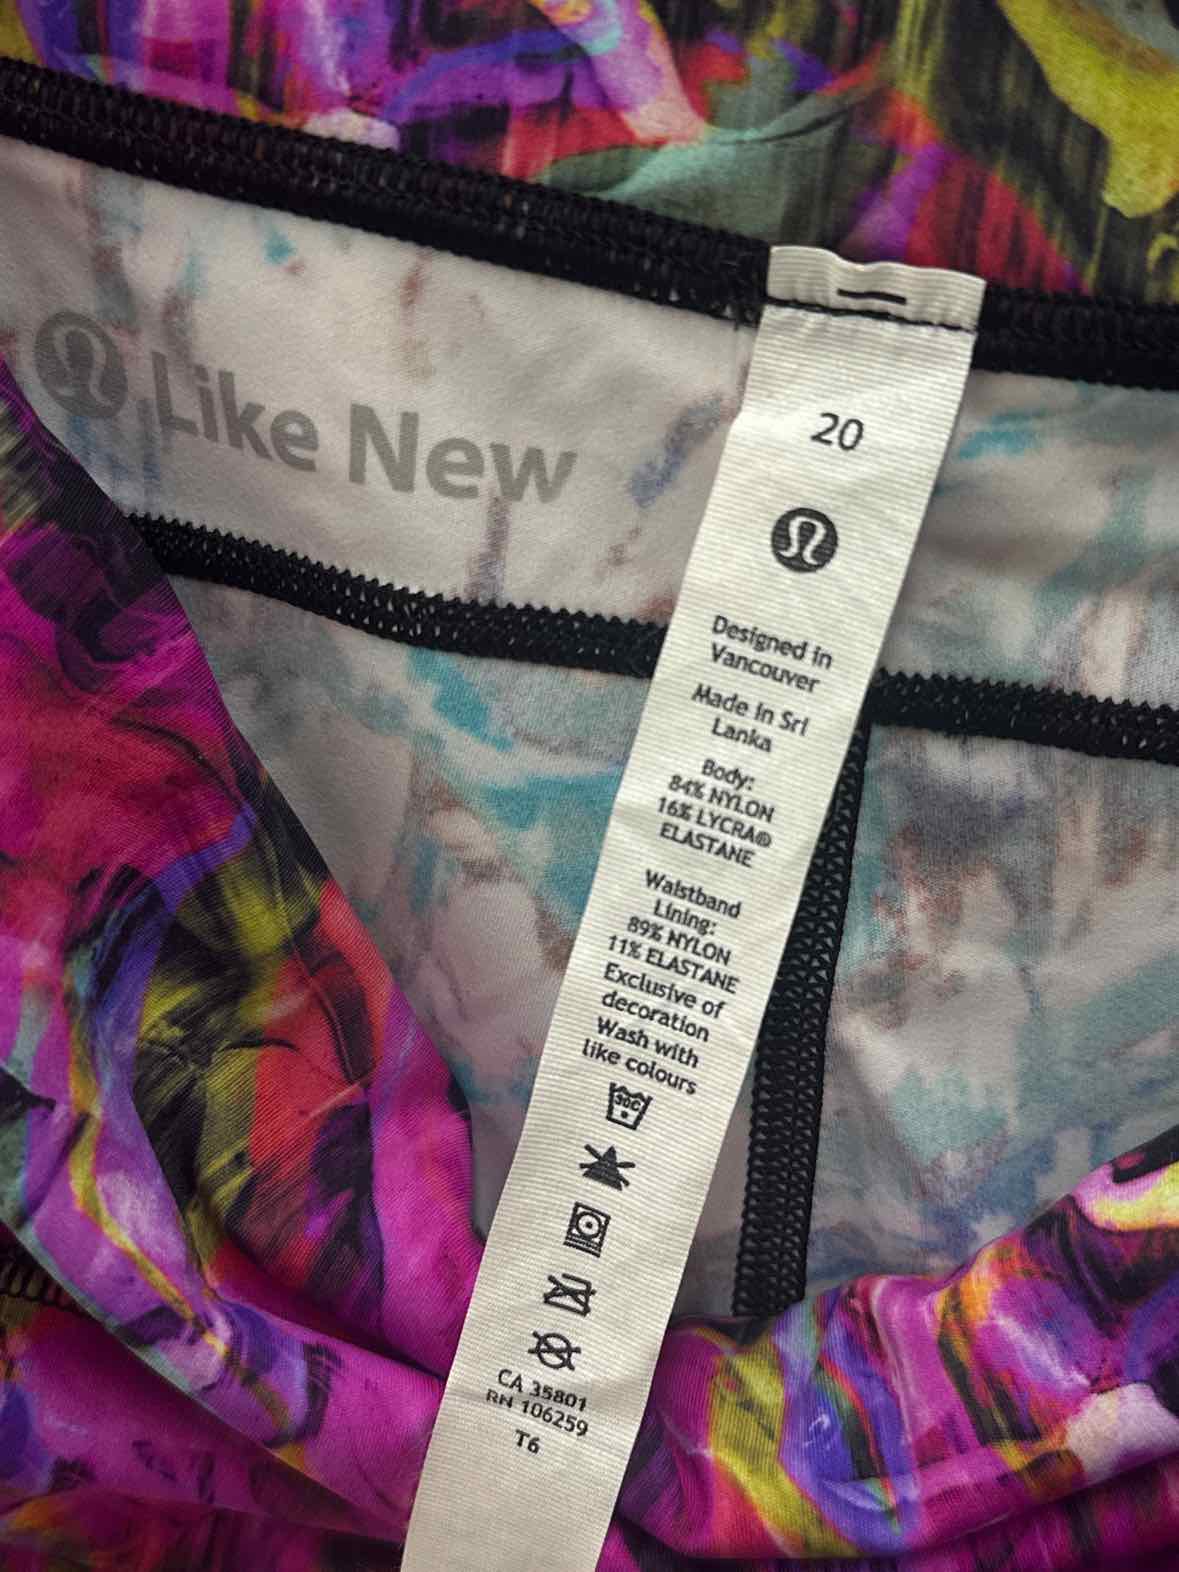 Like New
20
Designed in
Vancouver
Made in Sri
Lanka
Body:
84% NYLON
16% LYCRA®
ELASTANE
Waistband
Lining:
89% NYLON
11% ELASTANE
Exclusive of
decoration
Wash with
like colours
30C
CA 35801
RN 106259
T6